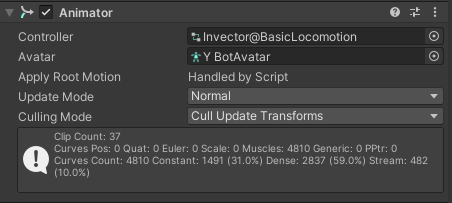 Animator
Controller
Invector@BasicLocomotion
Avatar
Y BotAvatar
Apply Root Motion
Handled by Script
Update Mode
Normal
Culling Mode
Cull Update Transforms
Clip Count: 37
Curves Pos: 0 Quat: 0 Euler: 0 Scale: 0 Muscles: 4810 Generic: 0 PPtr: 0
Curves Count: 4810 Constant: 1491 (31.0%) Dense: 2837 (59.0%) Stream: 482
(10.0%)